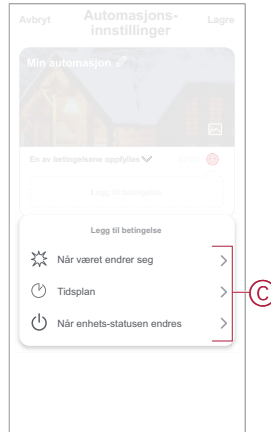 Avbryt
Automasjons-
innstillinger
Lagre
Min automasjon
En av betingelsene oppfylles
Legg til betingelse
Legg til betingelse
Når været endrer seg
Tidsplan
Når enhets-statusen endres
C